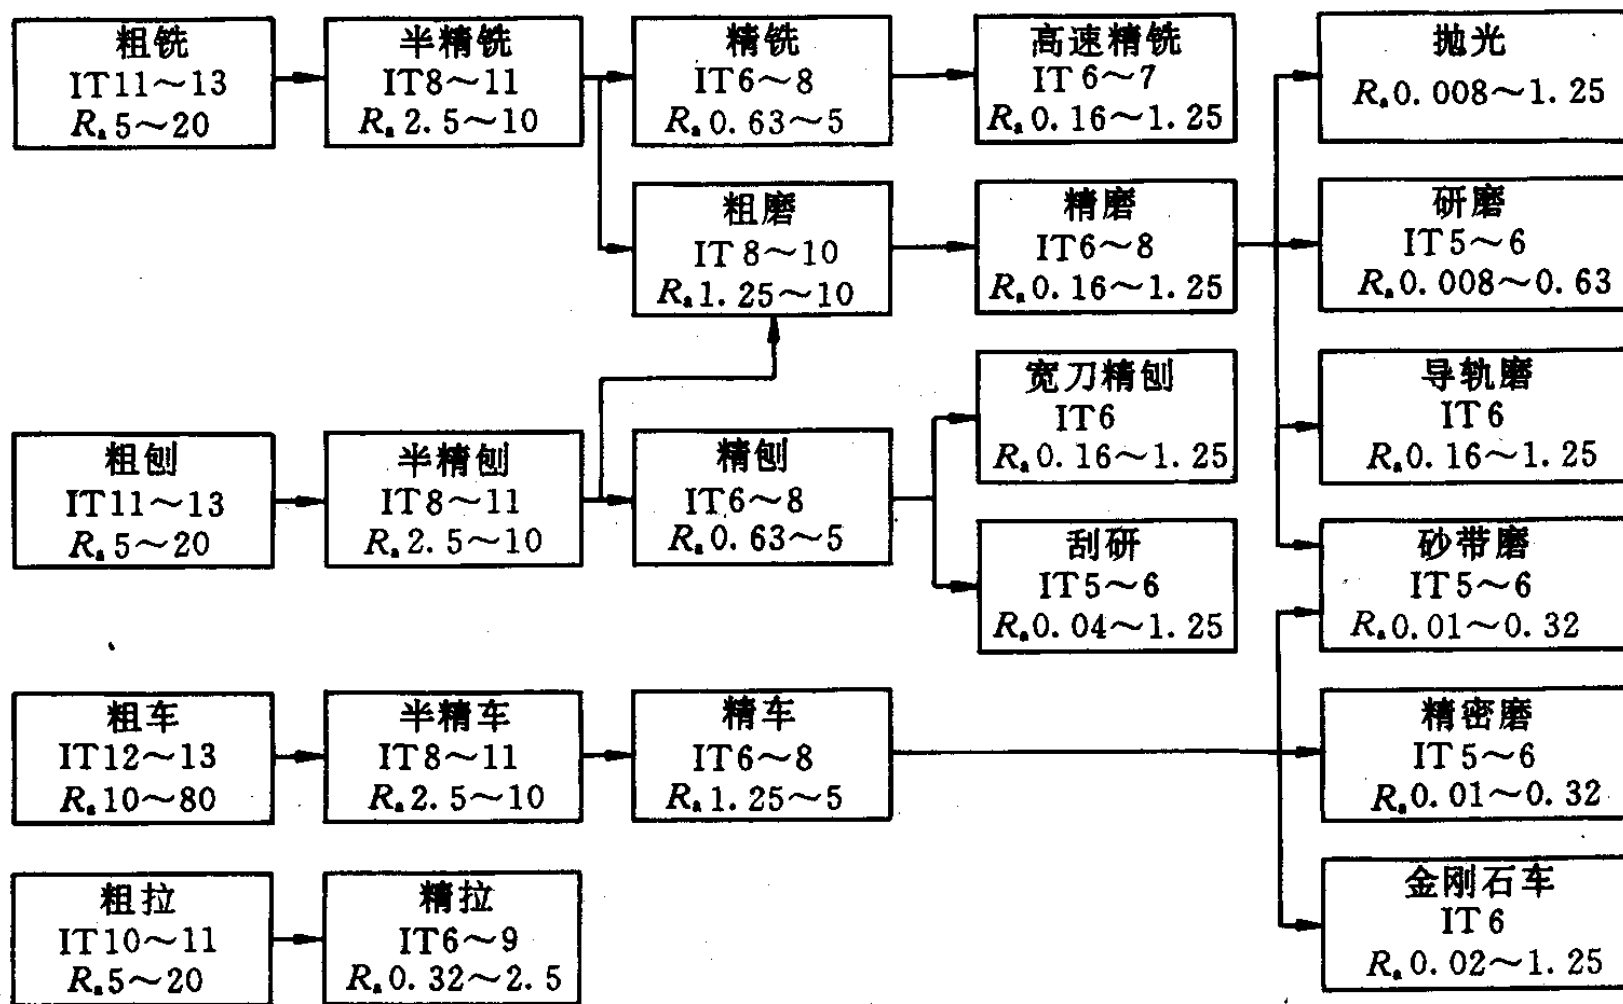 粗铣
IT11～13
Ra5～20
半精铣
IT8～11
Ra2.5～10
精铣
IT6～8
Ra0.63～5
高速精铣
IT6～7
Ra0.16～1.25
抛光
Ra0.008～1.25
粗磨
IT8～10
Ra1.25～10
精磨
IT6～8
Ra0.16～1.25
研磨
IT5～6
Ra0.008～0.63
宽刀精刨
IT6
Ra0.16～1.25
导轨磨
IT6
Ra0.16～1.25
粗刨
IT11～13
Ra5～20
半精刨
IT8～11
Ra2.5～10
精刨
IT6～8
Ra0.63～5
刮研
IT5～6
Ra0.04～1.25
砂带磨
IT5～6
Ra0.01～0.32
粗车
IT12～13
Ra10～80
半精车
IT8～11
Ra2.5～10
精车
IT6～8
Ra1.25～5
精密磨
IT5～6
Ra0.01～0.32
粗拉
IT10～11
Ra5～20
精拉
IT6～9
Ra0.32～2.5
金刚石车
IT6
Ra0.02～1.25